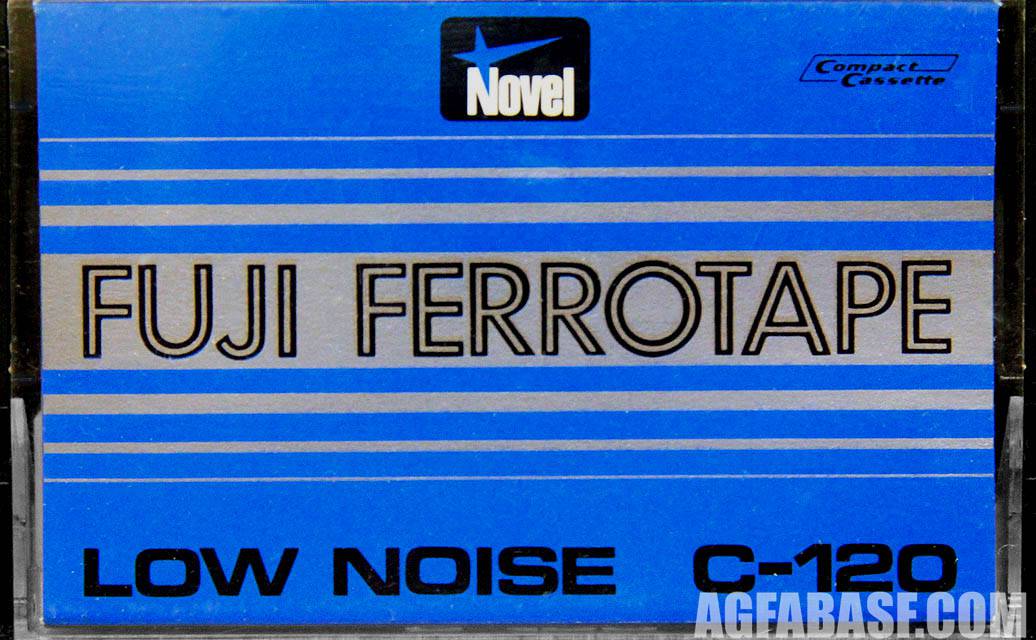 Novel
Compact
Cassette
FUJI FERROTAPE
LOW NOISE C-120
AGFABASE.COM